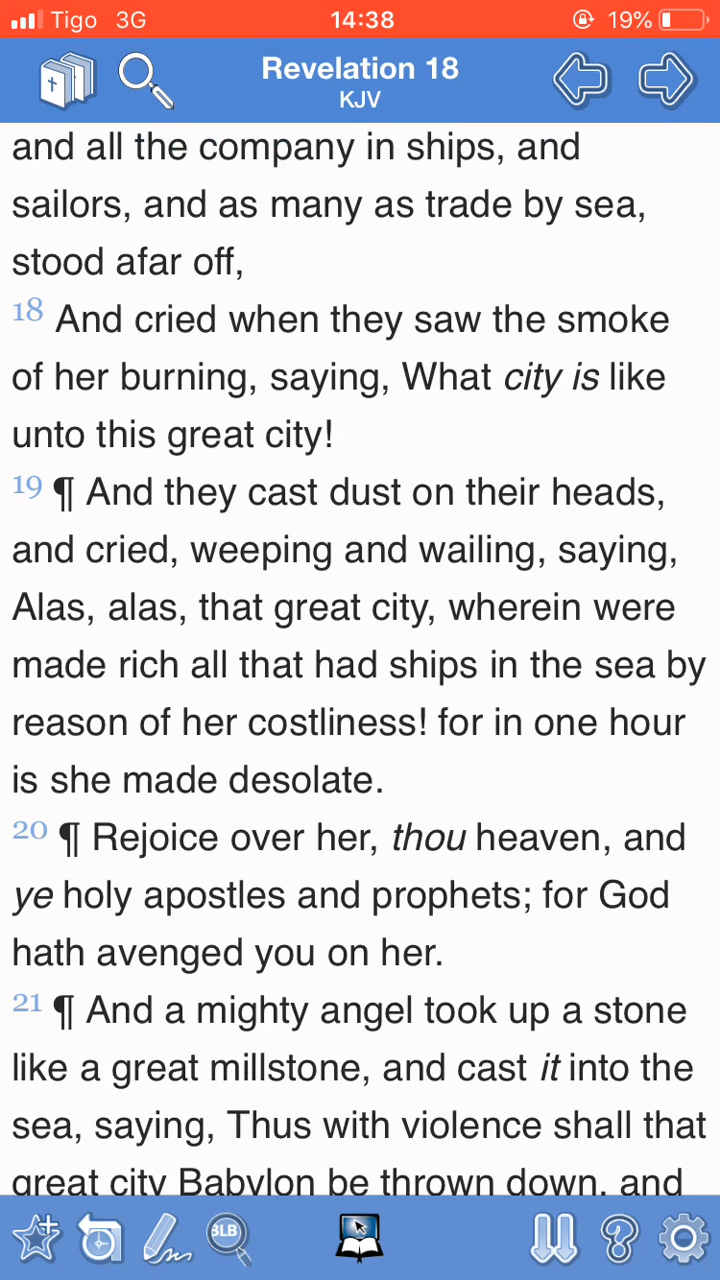 Tigo 3G 14:38 19%
Revelation 18
KJV
and all the company in ships, and
sailors, and as many as trade by sea,
stood afar off,
18 And cried when they saw the smoke
of her burning, saying, What city is like
unto this great city!
19 ¶ And they cast dust on their heads,
and cried, weeping and wailing, saying,
Alas, alas, that great city, wherein were
made rich all that had ships in the sea by
reason of her costliness! for in one hour
is she made desolate.
20 ¶ Rejoice over her, thou heaven, and
ye holy apostles and prophets; for God
hath avenged you on her.
21 ¶ And a mighty angel took up a stone
like a great millstone, and cast it into the
sea, saying, Thus with violence shall that
great city Babylon be thrown down, and
BLB